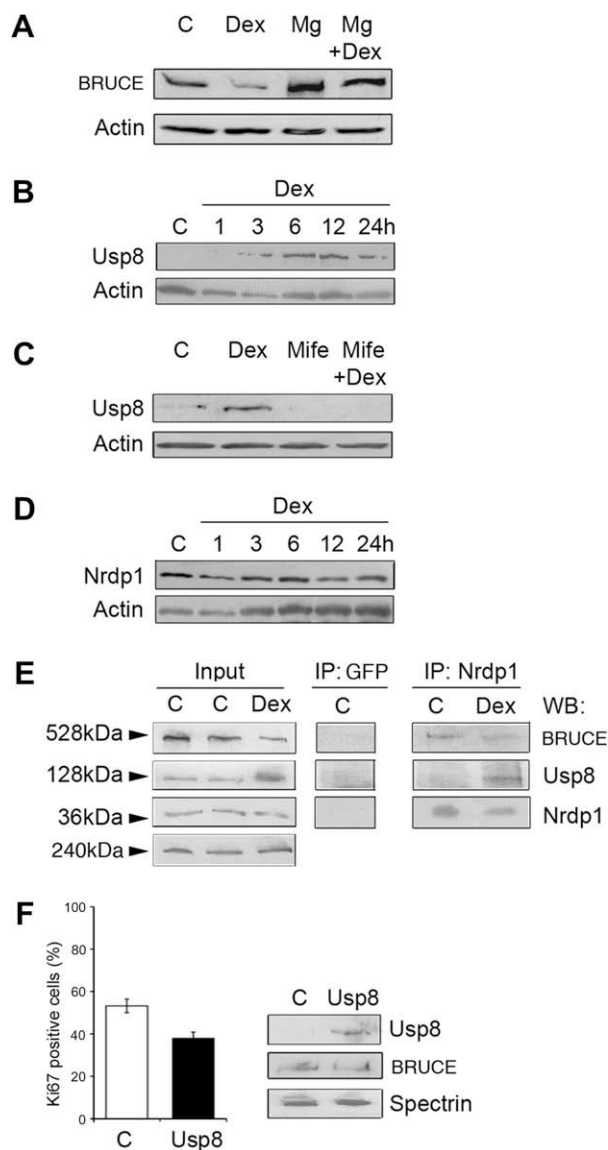 A
C Dex Mg Mg
+Dex
BRUCE
Actin
B
Dex
C 1 3 6 12 24h
Usp8
Actin
C
C Dex Mife Mife
+Dex
Usp8
Actin
D
Dex
C 1 3 6 12 24h
Nrdp1
Actin
E
Input IP: GFP IP: Nrdp1
C C Dex C C Dex WB:
528kDa BRUCE
128kDa Usp8
36kDa Nrdp1
240kDa
F
Ki67 positive cells (%)
100
80
60
40
20
0
C Usp8
C Usp8
Usp8
BRUCE
Spectrin